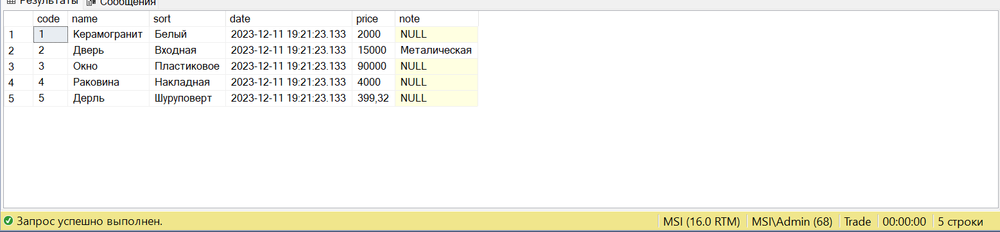 Результаты Сообщения
code name sort date price note
1 1 Керамогранит Белый 2023-12-11 19:21:23.133 2000 NULL
2 2 Дверь Входная 2023-12-11 19:21:23.133 15000 Металическая
3 3 Окно Пластиковое 2023-12-11 19:21:23.133 90000 NULL
4 4 Раковина Накладная 2023-12-11 19:21:23.133 4000 NULL
5 5 Дерль Шуруповерт 2023-12-11 19:21:23.133 399,32 NULL
Запрос успешно выполнен. MSI (16.0 RTM) MSI\Admin (68) Trade 00:00:00 5 строки